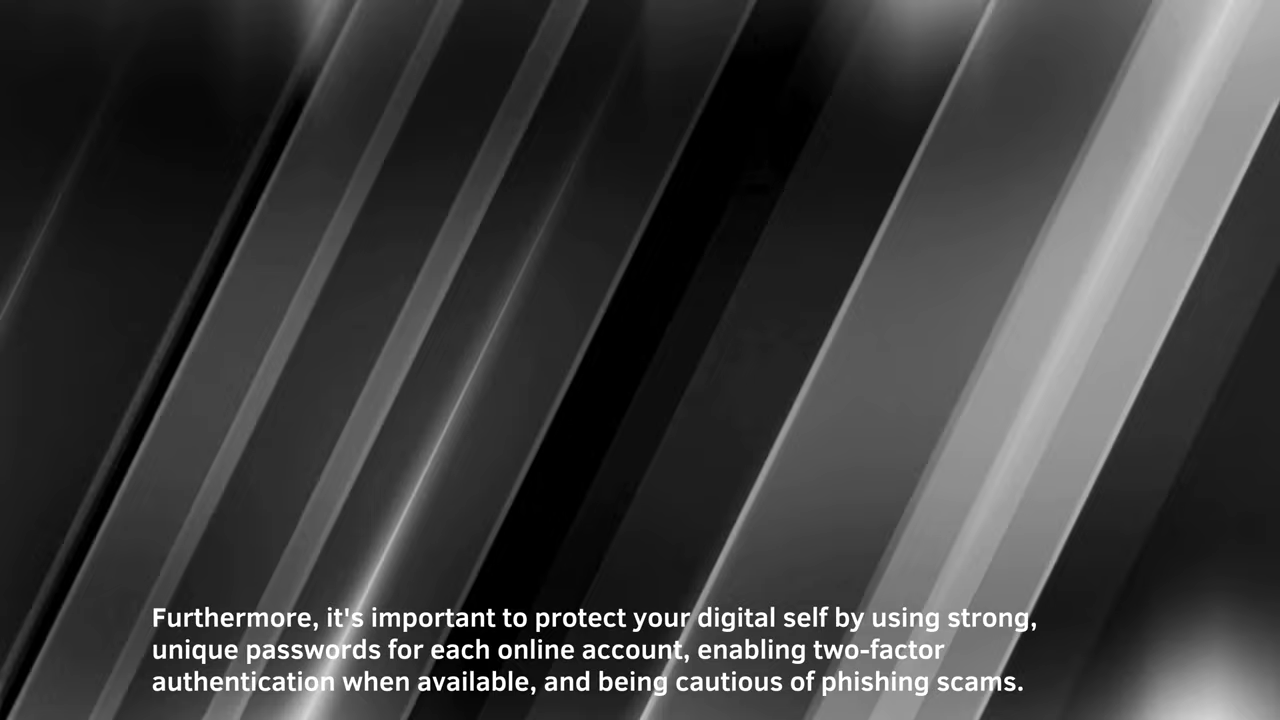 Furthermore, it's important to protect your digital self by using strong,
unique passwords for each online account, enabling two-factor
authentication when available, and being cautious of phishing scams.